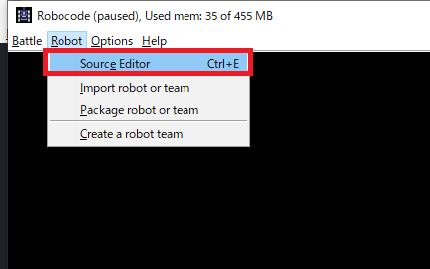 Robocode (paused), Used mem: 35 of 455 MB
Battle Robot Options Help
Source Editor Ctrl+E
Import robot or team
Package robot or team
Create a robot team